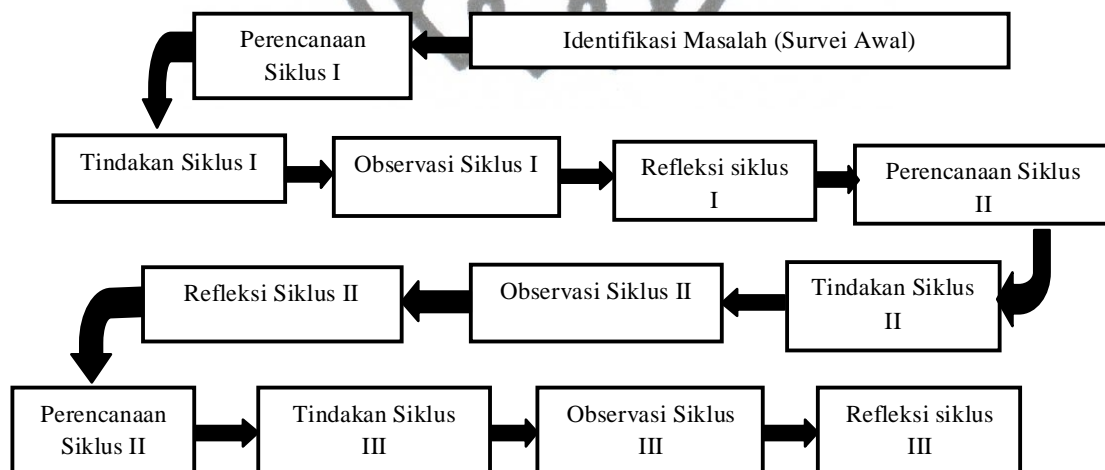 Identifikasi Masalah (Survei Awal)
Perencanaan
Siklus I
Tindakan Siklus I
Observasi Siklus I
Refleksi siklus
I
Perencanaan Siklus
II
Tindakan Siklus
II
Observasi Siklus II
Refleksi Siklus II
Perencanaan
Siklus II
Tindakan Siklus
III
Observasi Siklus
III
Refleksi siklus
III